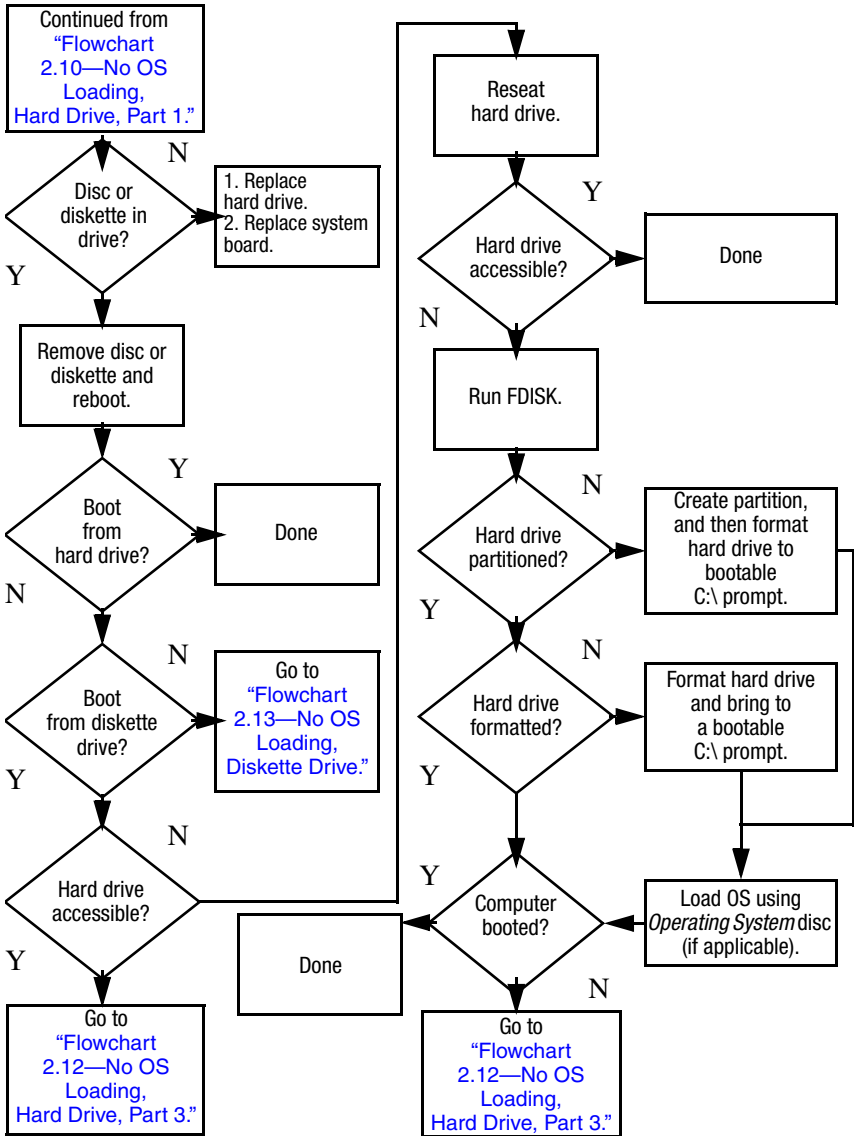 Continued from
“Flowchart
2.10—No OS
Loading,
Hard Drive, Part 1.”
N
Disc or
diskette in
drive?
1. Replace
hard drive.
2. Replace system
board.
Y
Remove disc or
diskette and
reboot.
Y
Boot
from
hard drive?
Done
N
N
Boot
from diskette
drive?
Go to
“Flowchart
2.13—No OS
Loading,
Diskette Drive.”
Y
N
Hard drive
accessible?
Y
Go to
“Flowchart
2.12—No OS
Loading,
Hard Drive, Part 3.”
Reseat
hard drive.
Y
Hard drive
accessible?
Done
N
Run FDISK.
N
Hard drive
partitioned?
Create partition,
and then format
hard drive to
bootable
C:\ prompt.
Y
N
Hard drive
formatted?
Format hard drive
and bring to
a bootable
C:\ prompt.
Y
Load OS using
Operating System disc
(if applicable).
Y
Computer
booted?
Done
N
Go to
“Flowchart
2.12—No OS
Loading,
Hard Drive, Part 3.”